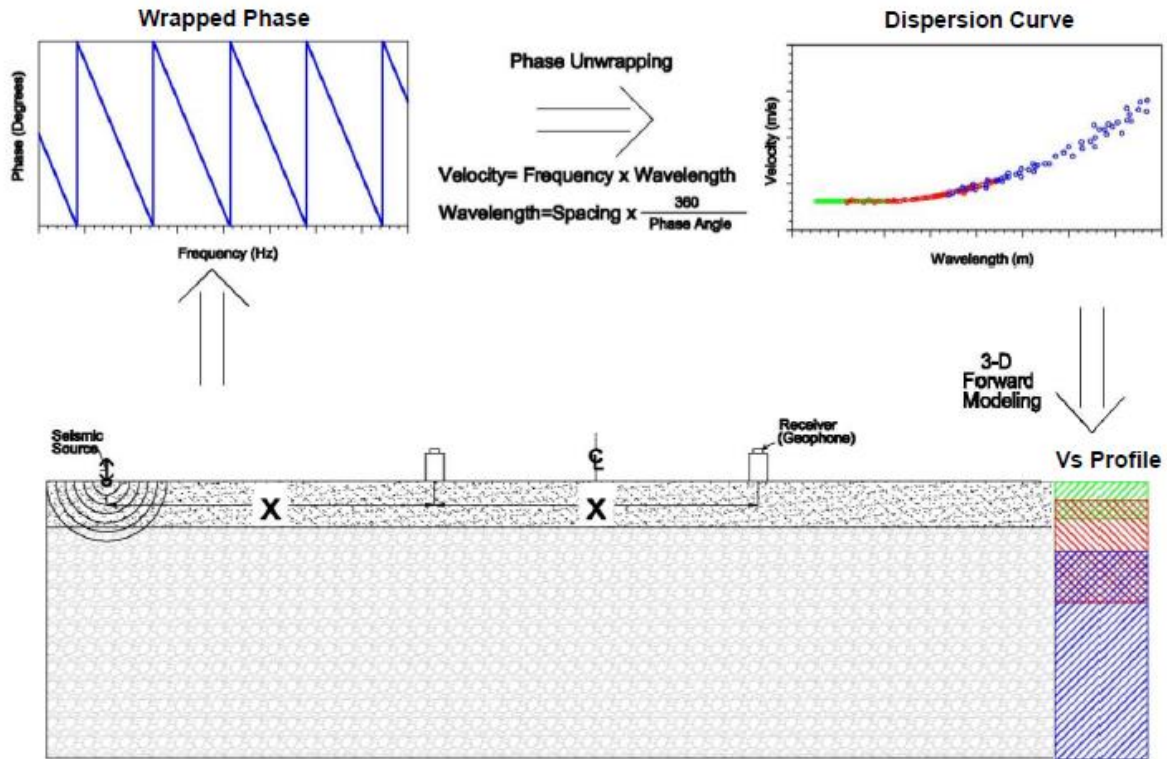 Wrapped Phase
Phase (Degrees)
Frequency (Hz)
Phase Unwrapping
Velocity= Frequency x Wavelength
Wavelength=Spacing x 360
Phase Angle
Dispersion Curve
Velocity (m/s)
Wavelength (m)
3-D
Forward
Modeling
Seismic
Source
X
℄
X
Receiver
(Geophone)
Vs Profile